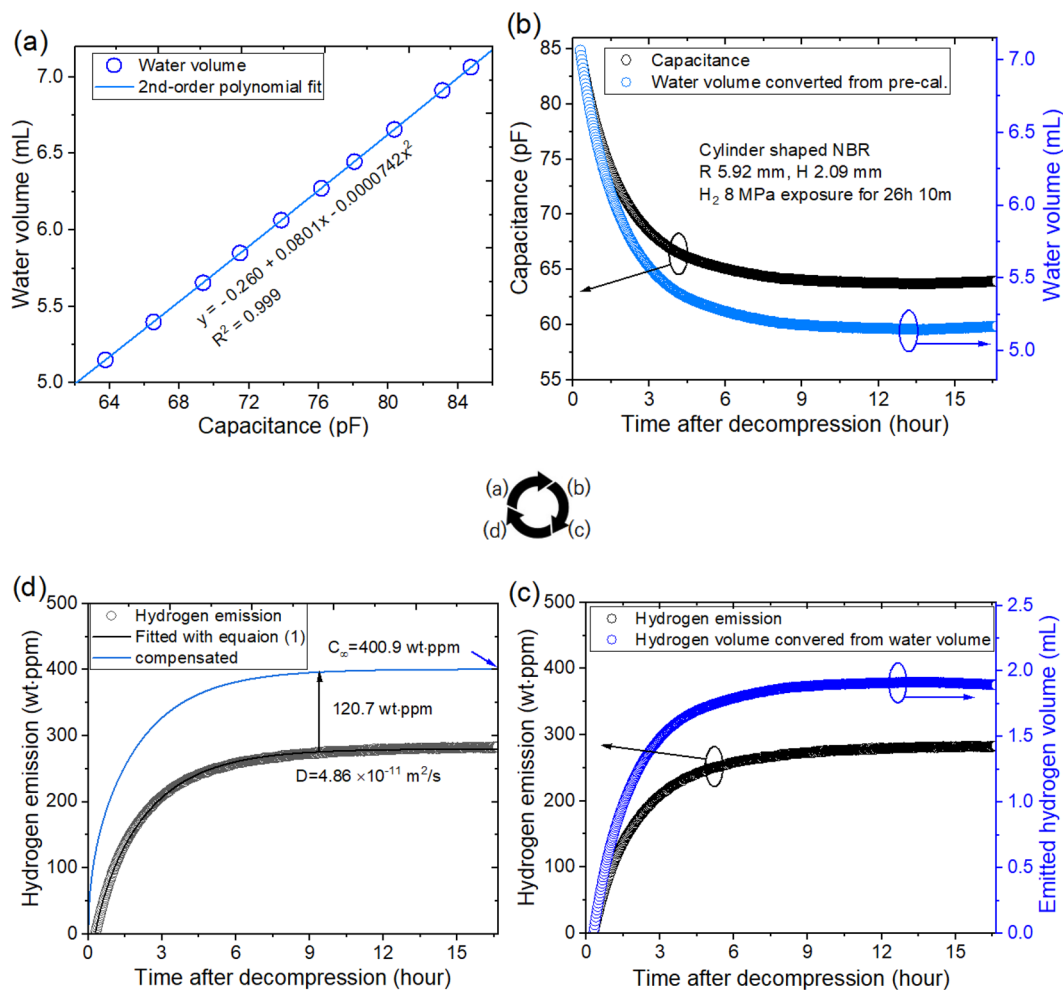 (a)
Water volume
2nd-order polynomial fit
y = - 0.260 + 0.0801x - 0.0000742x²
R² = 0.999
Water volume (mL)
7.0
6.5
6.0
5.5
5.0
64 68 72 76 80 84
Capacitance (pF)
(b)
Capacitance
Water volume converted from pre-cal.
Cylinder shaped NBR
R 5.92 mm, H 2.09 mm
H₂ 8 MPa exposure for 26h 10m
Capacitance (pF)
85
80
75
70
65
60
55
7.0
6.5
6.0
5.5
5.0
Water volume (mL)
0 3 6 9 12 15
Time after decompression (hour)
(a) (b)
(d) (c)
(d)
Hydrogen emission
Fitted with equaion (1)
compensated
C∞=400.9 wt·ppm
120.7 wt·ppm
D=4.86 ×10⁻¹¹ m²/s
Hydrogen emission (wt·ppm)
500
400
300
200
100
0
0 3 6 9 12 15
Time after decompression (hour)
(c)
Hydrogen emission
Hydrogen volume convered from water volume
Hydrogen emission (wt·ppm)
500
400
300
200
100
0
2.5
2.0
1.5
1.0
0.5
0.0
Emitted hydrogen volume (mL)
0 3 6 9 12 15
Time after decompression (hour)